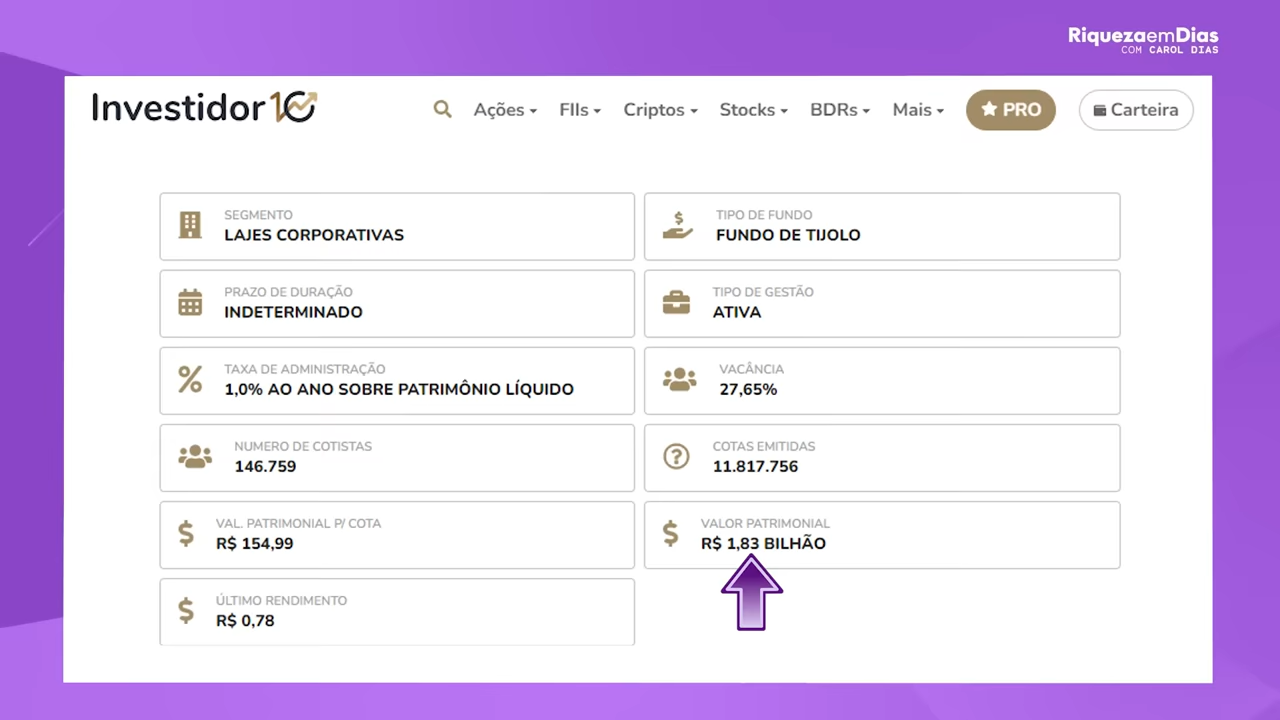 RiquezaemDias
COM CAROL DIAS
Investidor10
Ações
FIIs
Criptos
Stocks
BDRs
Mais
PRO
Carteira
SEGMENTO
LAJES CORPORATIVAS
TIPO DE FUNDO
FUNDO DE TIJOLO
PRAZO DE DURAÇÃO
INDETERMINADO
TIPO DE GESTÃO
ATIVA
TAXA DE ADMINISTRAÇÃO
1,0% AO ANO SOBRE PATRIMÔNIO LÍQUIDO
VACÂNCIA
27,65%
NUMERO DE COTISTAS
146.759
COTAS EMITIDAS
11.817.756
VAL. PATRIMONIAL P/ COTA
R$ 154,99
VALOR PATRIMONIAL
R$ 1,83 BILHÃO
ÚLTIMO RENDIMENTO
R$ 0,78